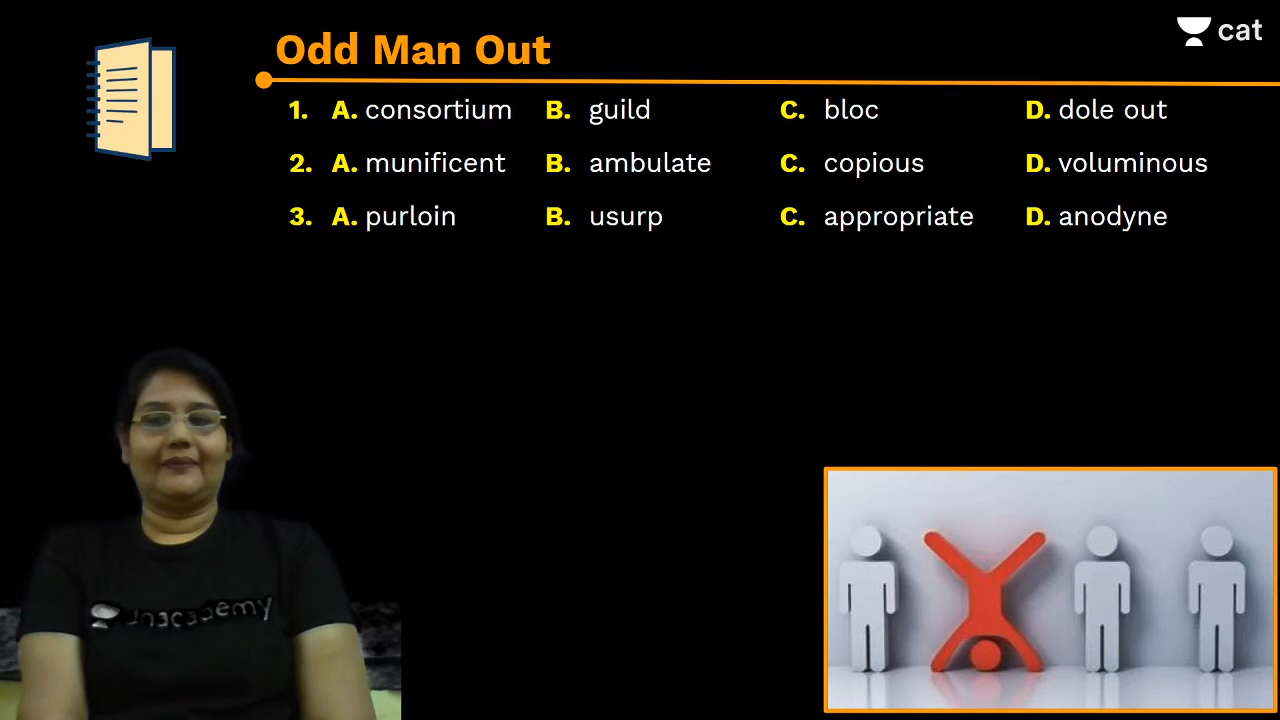 cat
Odd Man Out
1. A. consortium B. guild C. bloc D. dole out
2. A. munificent B. ambulate C. copious D. voluminous
3. A. purloin B. usurp C. appropriate D. anodyne
unacademy